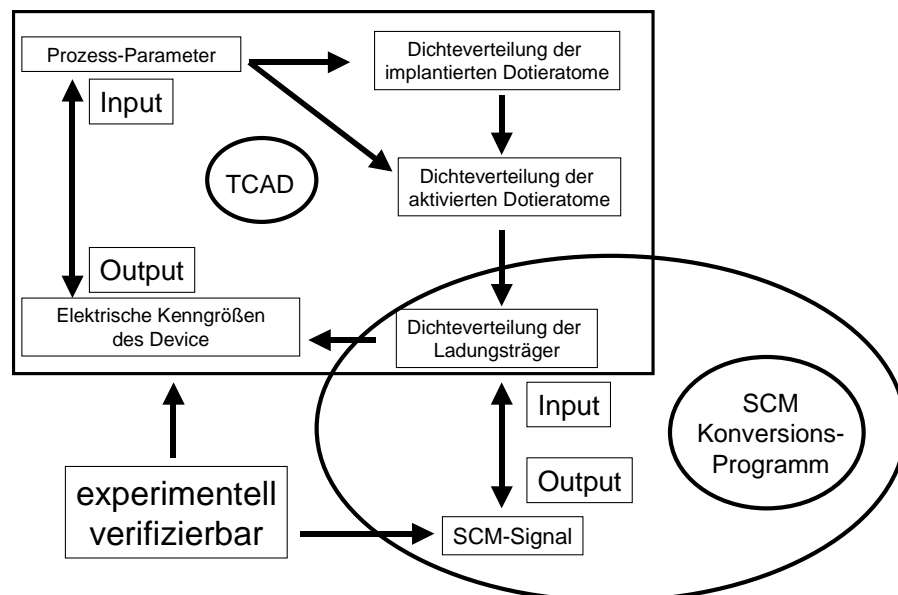 Prozess-Parameter
Dichteverteilung der
implantierten Dotieratome
Input
TCAD
Dichteverteilung der
aktivierten Dotieratome
Output
Elektrische Kenngrößen
des Device
Dichteverteilung der
Ladungsträger
Input
SCM
Konversions-
Programm
Output
experimentell
verifizierbar
SCM-Signal